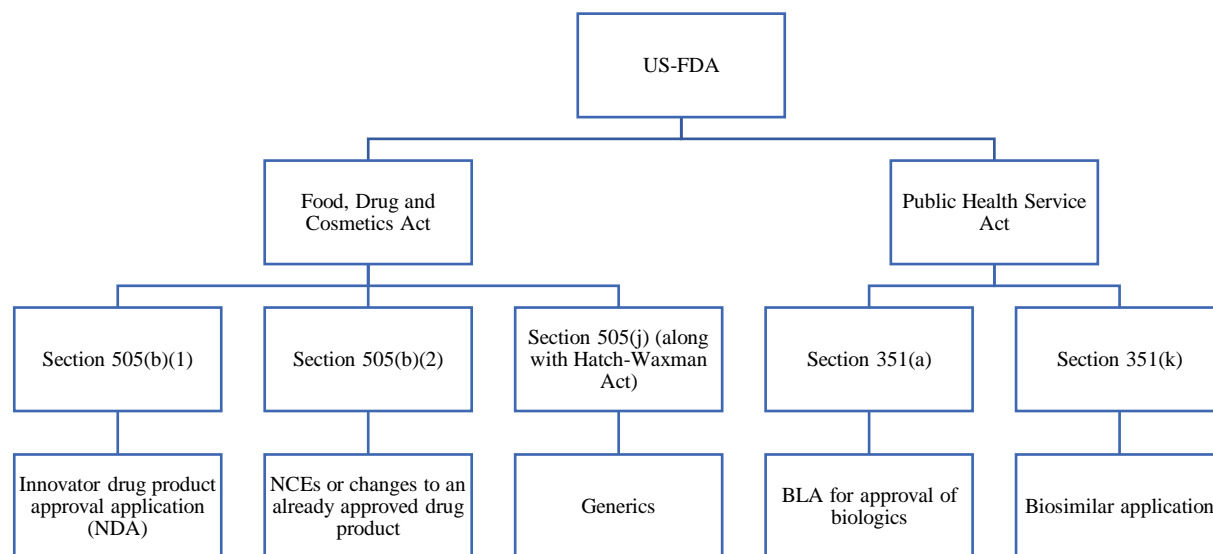 US-FDA
Food, Drug and
Cosmetics Act
Public Health Service
Act
Section 505(b)(1)
Section 505(b)(2)
Section 505(j) (along
with Hatch-Waxman
Act)
Section 351(a)
Section 351(k)
Innovator drug product
approval application
(NDA)
NCEs or changes to an
already approved drug
product
Generics
BLA for approval of
biologics
Biosimilar application